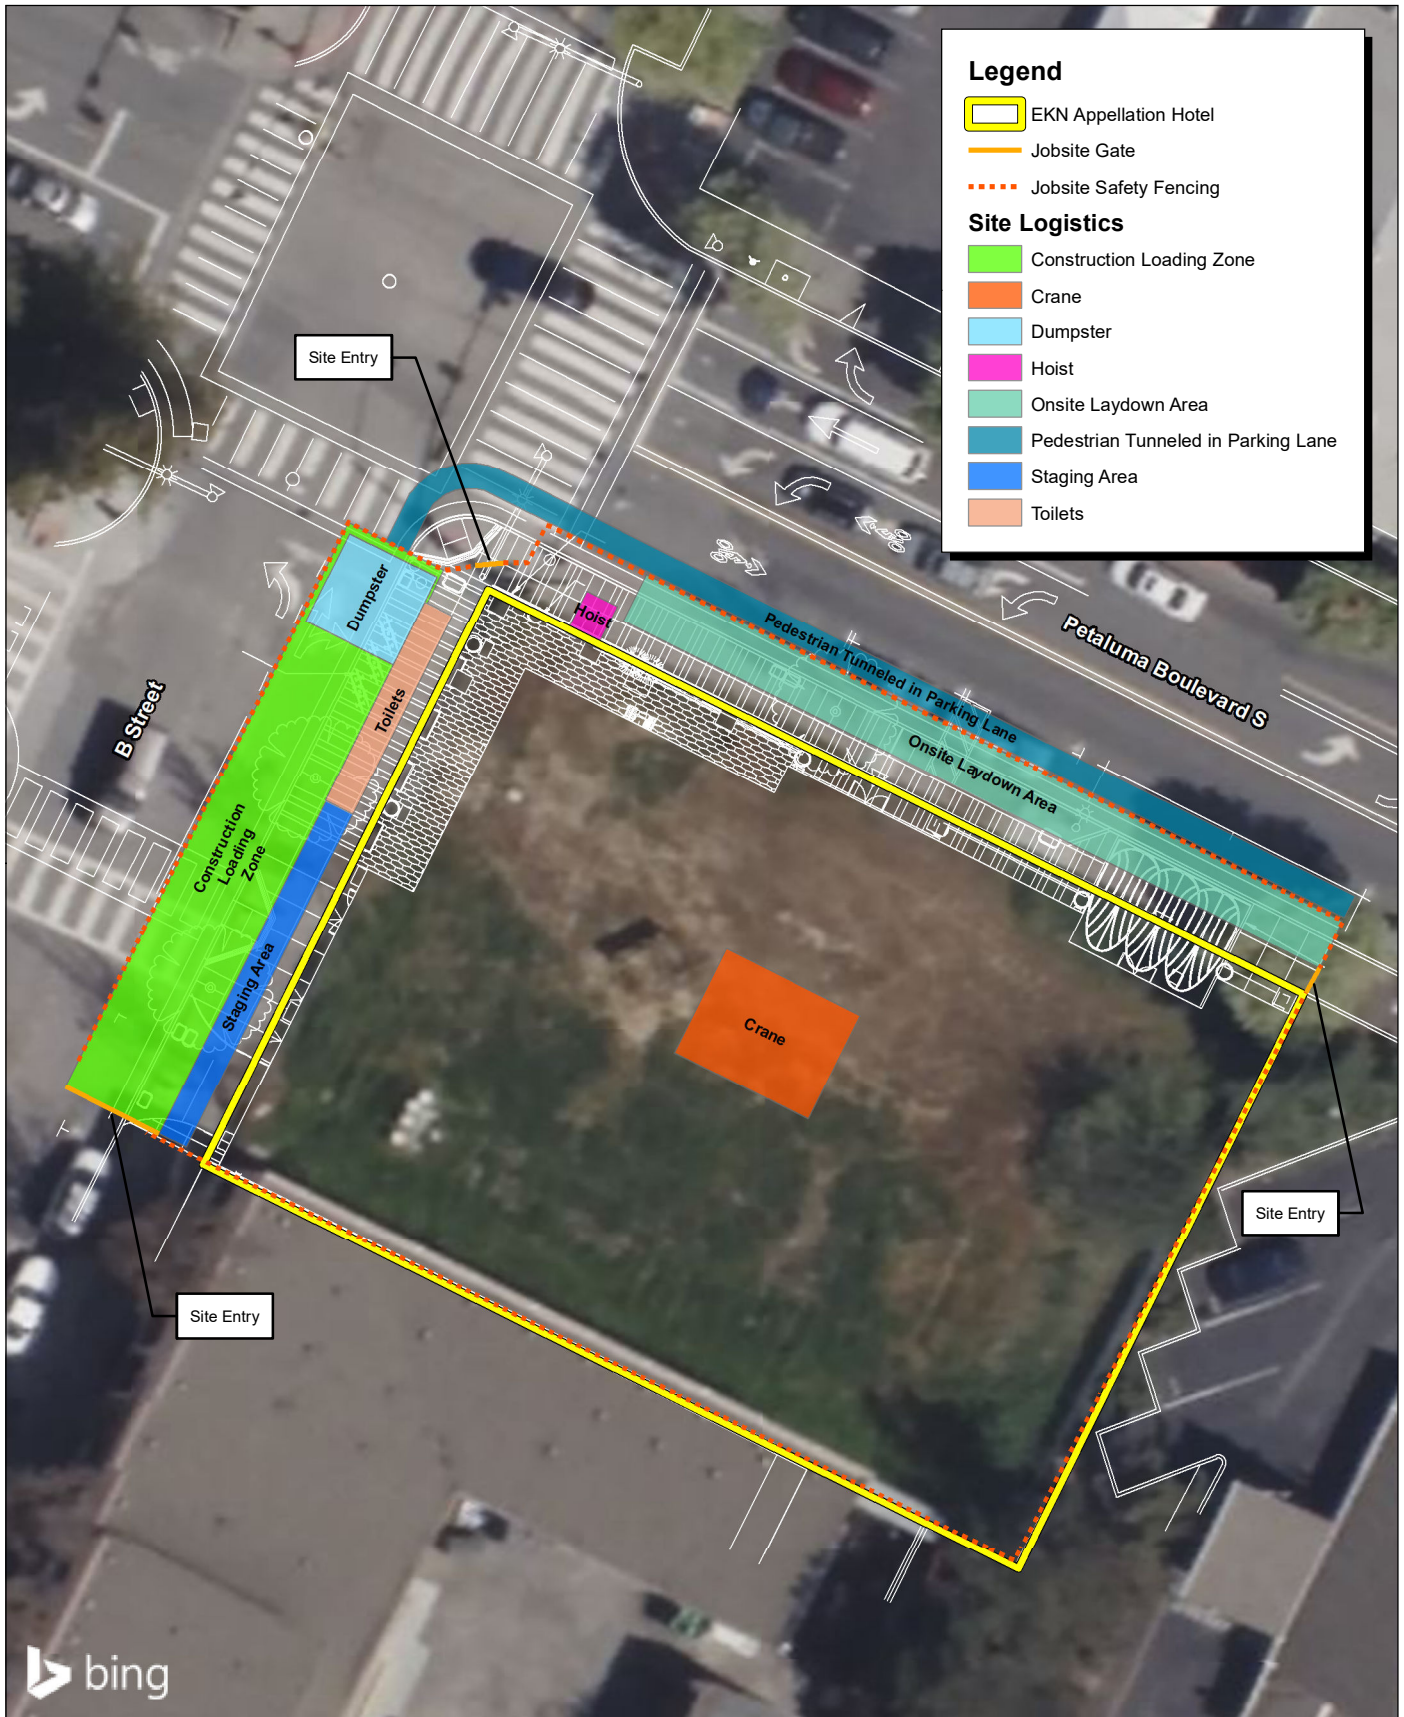 Legend
EKN Appellation Hotel
Jobsite Gate
Jobsite Safety Fencing
Site Logistics
Construction Loading Zone
Crane
Dumpster
Hoist
Onsite Laydown Area
Pedestrian Tunneled in Parking Lane
Staging Area
Toilets
Site Entry
Dumpster
Hoist
Pedestrian Tunneled in Parking Lane
Petaluma Boulevard S
Toilets
B Street
Onsite Laydown Area
Construction
Loading
Zone
Staging Area
Crane
Site Entry
Site Entry
bing